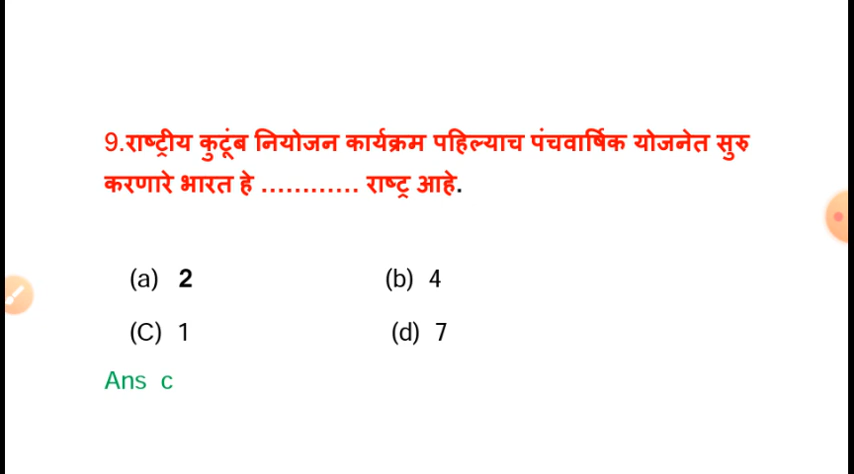 9.राष्ट्रीय कुटूंब नियोजन कार्यक्रम पहिल्याच पंचवार्षिक योजनेत सुरु
करणारे भारत हे ............ राष्ट्र आहे.
(a) 2 (b) 4
(C) 1 (d) 7
Ans c